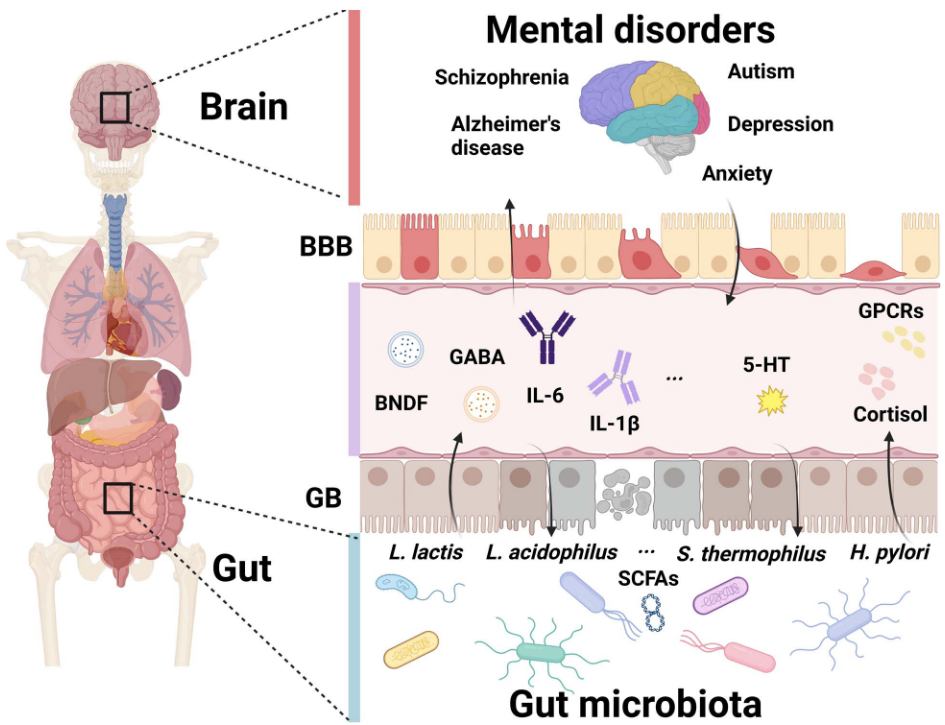 Mental disorders
Brain
Schizophrenia
Autism
Alzheimer's
disease
Depression
Anxiety
BBB
GPCRs
GABA
5-HT
BNDF
IL-6
IL-1β
...
Cortisol
GB
L. lactis
L. acidophilus
...
S. thermophilus
H. pylori
Gut
SCFAs
Gut microbiota